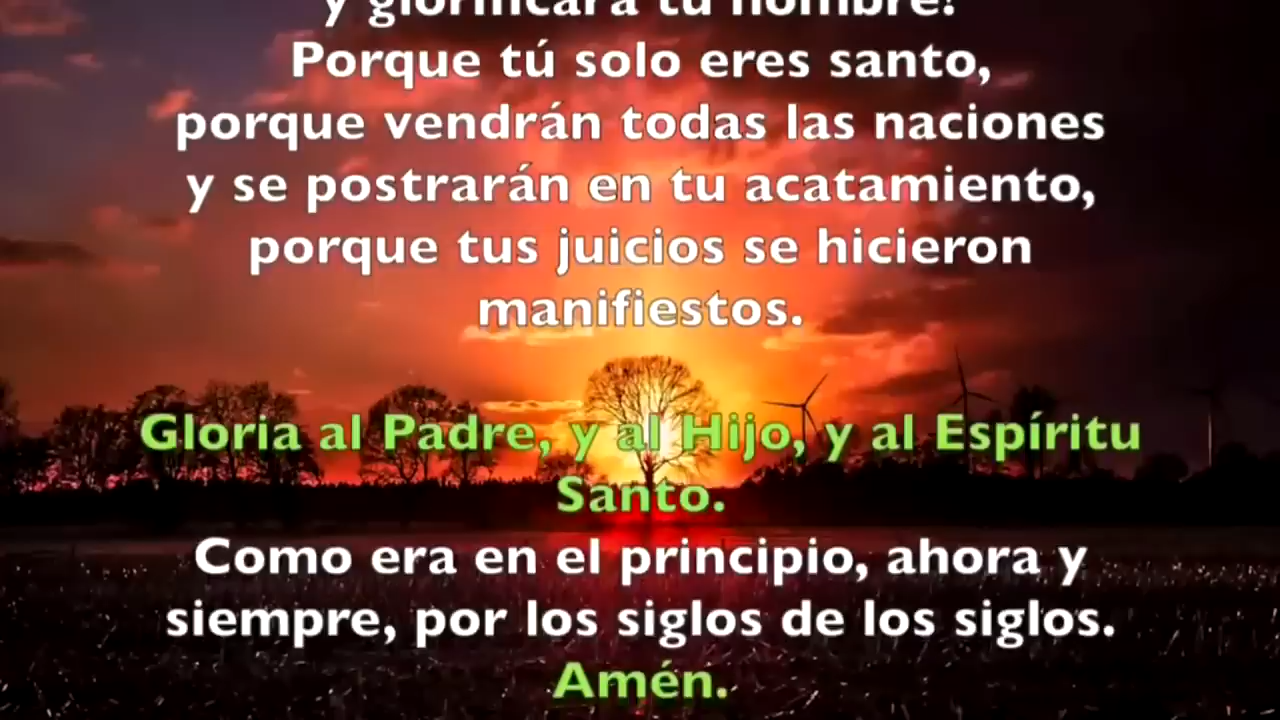 y glorificará tu nombre!
Porque tú solo eres santo,
porque vendrán todas las naciones
y se postrarán en tu acatamiento,
porque tus juicios se hicieron
manifiestos.
Gloria al Padre, y al Hijo, y al Espíritu
Santo.
Como era en el principio, ahora y
siempre, por los siglos de los siglos.
Amén.